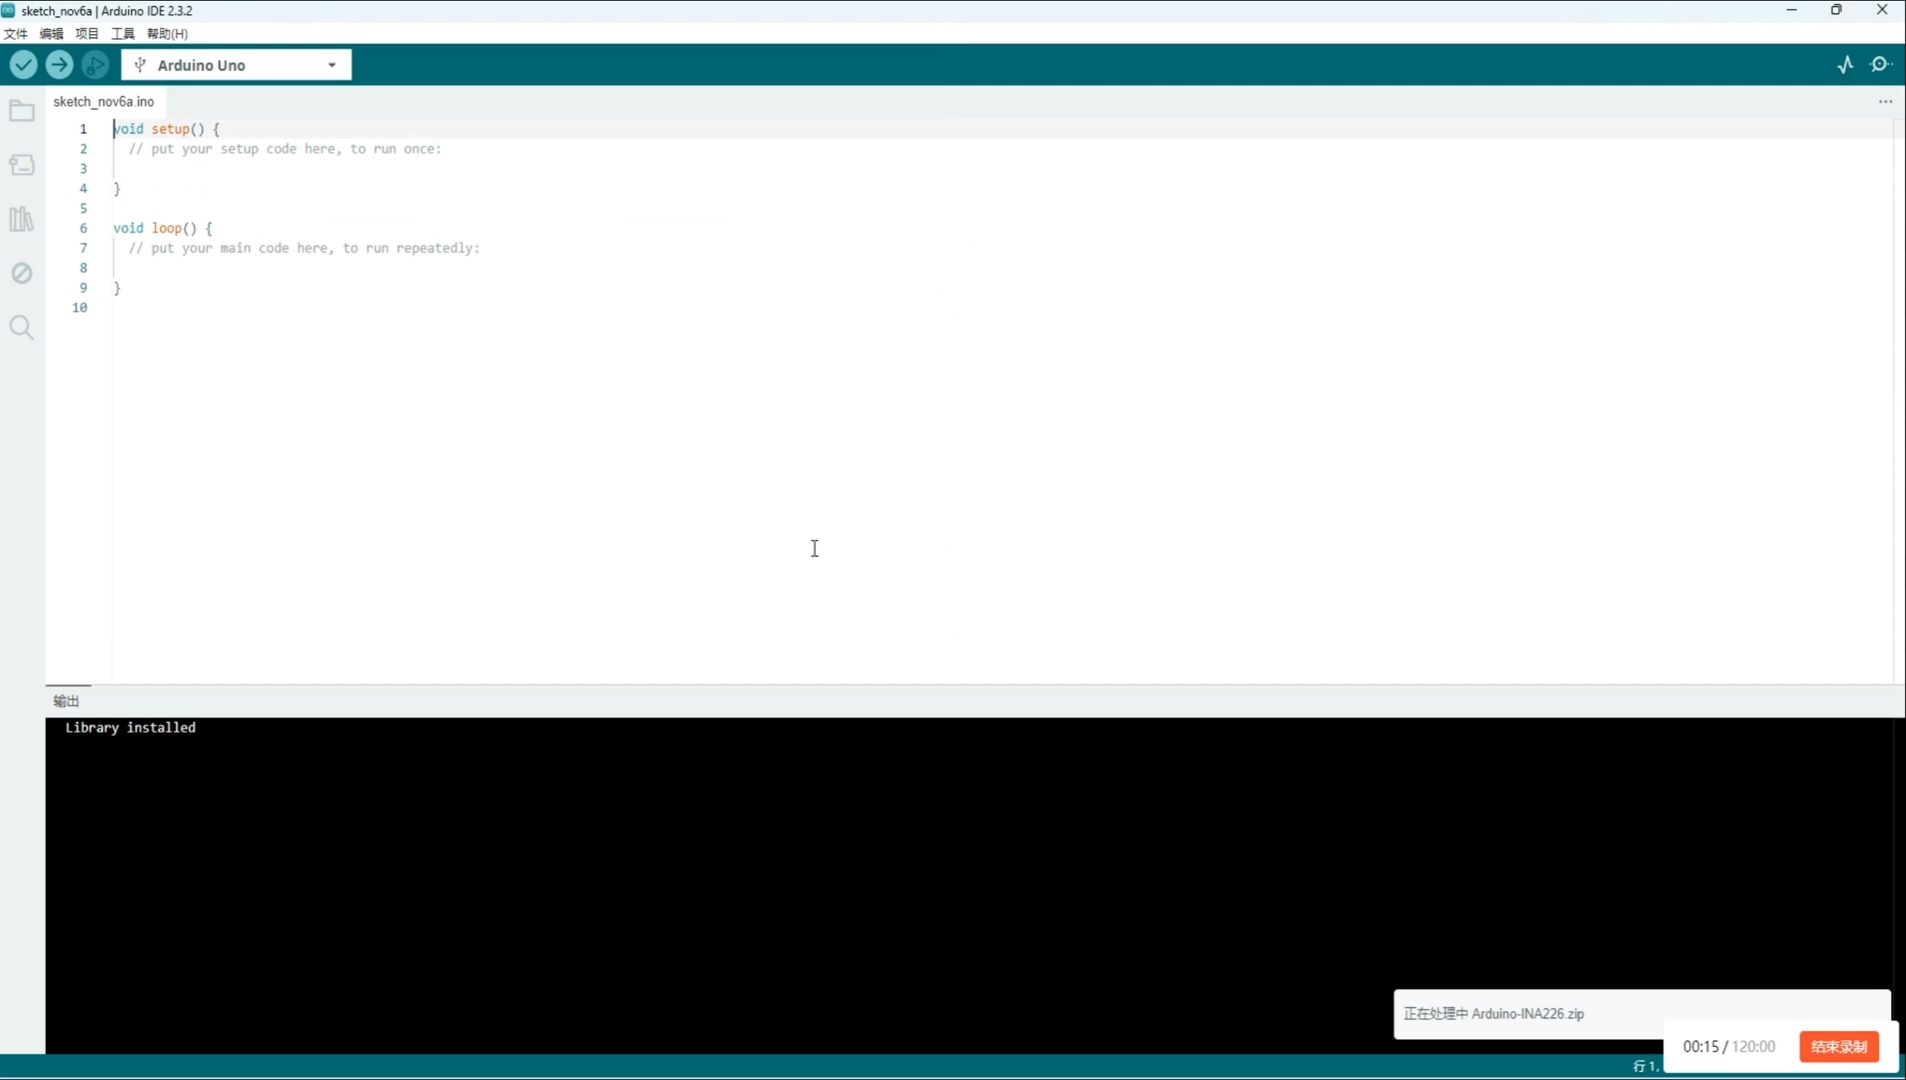 sketch_nov6a | Arduino IDE 2.3.2
文件 编辑 项目 工具 帮助(H)
Arduino Uno
sketch_nov6a.ino
1 void setup() {
2 // put your setup code here, to run once:
3
4 }
5
6 void loop() {
7 // put your main code here, to run repeatedly:
8
9 }
10
输出
Library installed
正在处理中 Arduino-INA226.zip
00:15 / 120:00 结束录制
行 1,